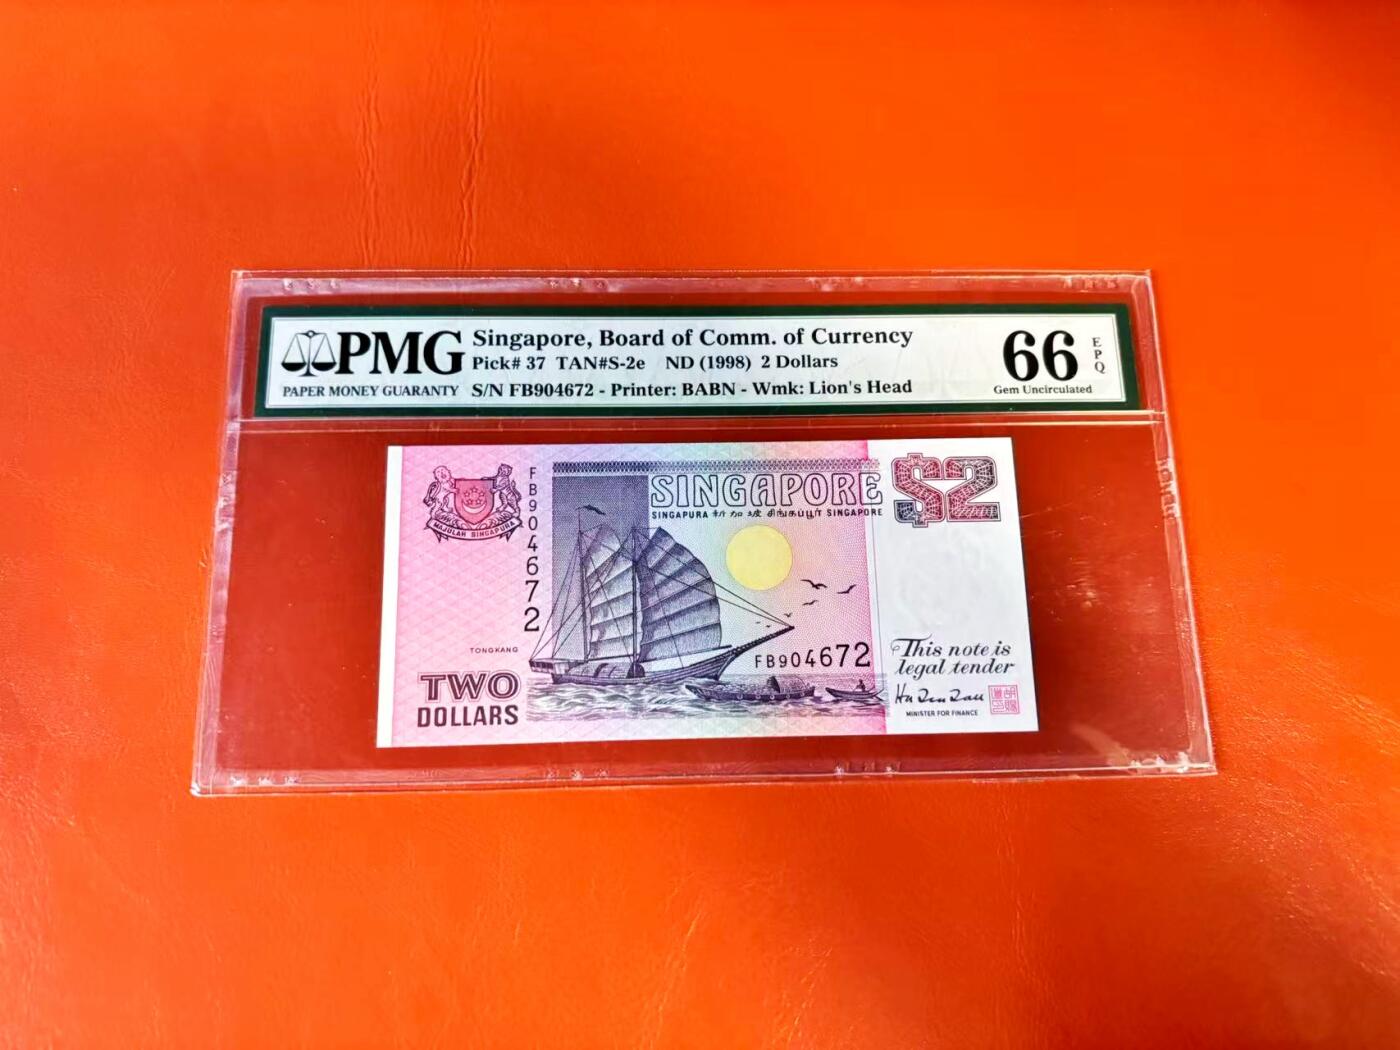 PMG
PAPER MONEY GUARANTY
Singapore, Board of Comm. of Currency
Pick# 37 TAN#S-2e ND (1998) 2 Dollars
S/N FB904672 - Printer: BABN - Wmk: Lion's Head
66
EPQ
Gem Uncirculated
MAJULAH SINGAPURA
FB904672
SINGAPORE
SINGAPURA 新加坡 சிங்கப்பூர் SINGAPORE
$2
TONGKANG
TWO
DOLLARS
FB904672
This note is
legal tender
MINISTER FOR FINANCE